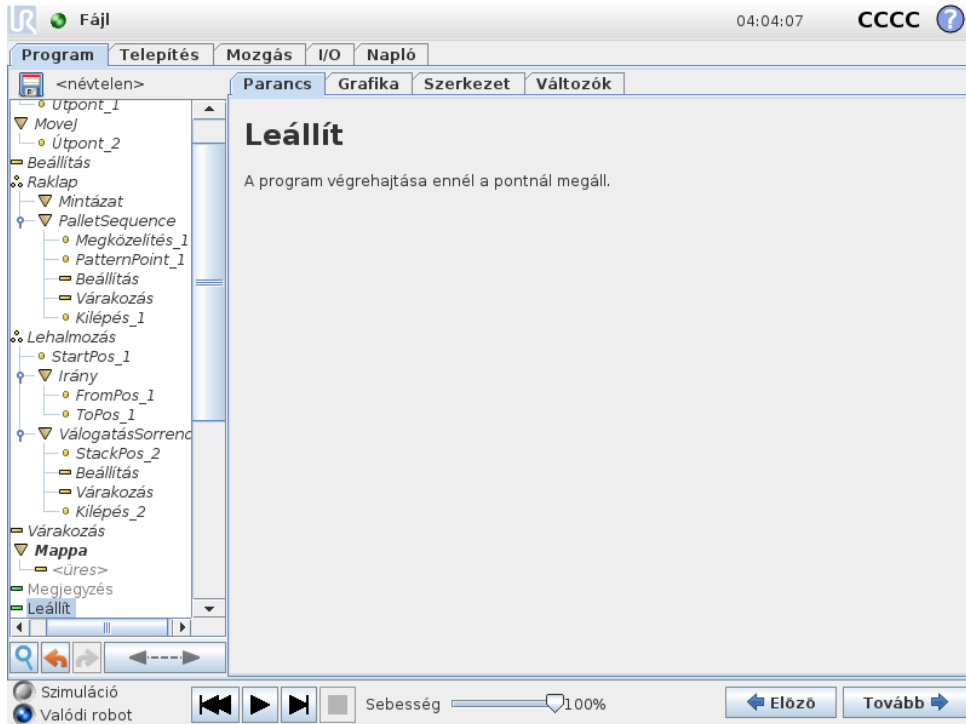 UR Fájl 04:04:07 CCCC ?
Program Telepítés Mozgás I/O Napló
<névtelen>
Parancs Grafika Szerkezet Változók
Útpont_1
MoveJ
Útpont_2
Beállítás
Raklap
Mintázat
PalletSequence
Megközelítés_1
PatternPoint_1
Beállítás
Várakozás
Kilépés_1
Lehalmozás
StartPos_1
Irány
FromPos_1
ToPos_1
VálogatásSorrend
StackPos_2
Beállítás
Várakozás
Kilépés_2
Várakozás
Mappa
<üres>
Megjegyzés
Leállít
Leállít
A program végrehajtása ennél a pontnál megáll.
Szimuláció
Valódi robot
Sebesség 100%
Előző Tovább